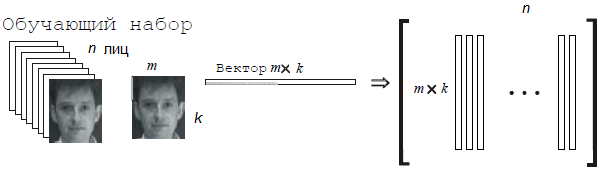 Обучающий набор
n лиц
m
k
Вектор m× k
⇒
n
m× k
...